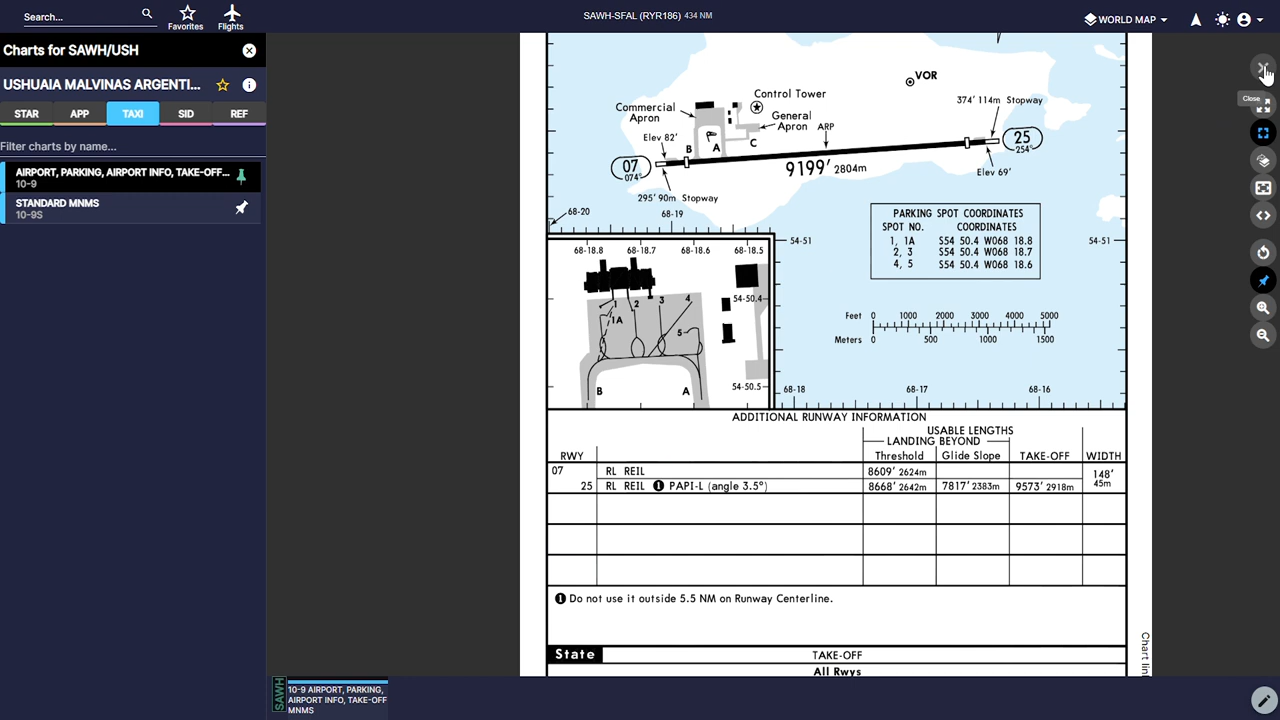 Search...
Favorites
Flights
SAWH-SFAL (RYR186) 434 NM
WORLD MAP
Charts for SAWH/USH
USHUAIA MALVINAS ARGENTI...
STAR
APP
TAXI
SID
REF
Filter charts by name...
AIRPORT, PARKING, AIRPORT INFO, TAKE-OFF...
10-9
STANDARD MNMS
10-9S
Close
VOR
Control Tower
Commercial
Apron
General
Apron
ARP
374' 114m Stopway
Elev 82'
B
A
C
07
074°
25
254°
9199' 2804m
Elev 69'
295' 90m Stopway
68-20
68-19
PARKING SPOT COORDINATES
SPOT NO. COORDINATES
1, 1A S54 50.4 W068 18.8
2, 3 S54 50.4 W068 18.7
4, 5 S54 50.4 W068 18.6
54-51
54-51
68-18.8 68-18.7 68-18.6 68-18.5
1 2 3 4
1A
5
54-50.4
54-50.5
B
A
Feet 0 1000 2000 3000 4000 5000
Meters 0 500 1000 1500
68-18 68-17 68-16
ADDITIONAL RUNWAY INFORMATION
USABLE LENGTHS
LANDING BEYOND
RWY Threshold Glide Slope TAKE-OFF WIDTH
07 RL REIL 8609' 2624m
148'
45m
25 RL REIL 1 PAPI-L (angle 3.5°) 8668' 2642m 7817' 2383m 9573' 2918m
1 Do not use it outside 5.5 NM on Runway Centerline.
State TAKE-OFF
All Rwys
Chart lin
SAWH
10-9 AIRPORT, PARKING,
AIRPORT INFO, TAKE-OFF
MNMS